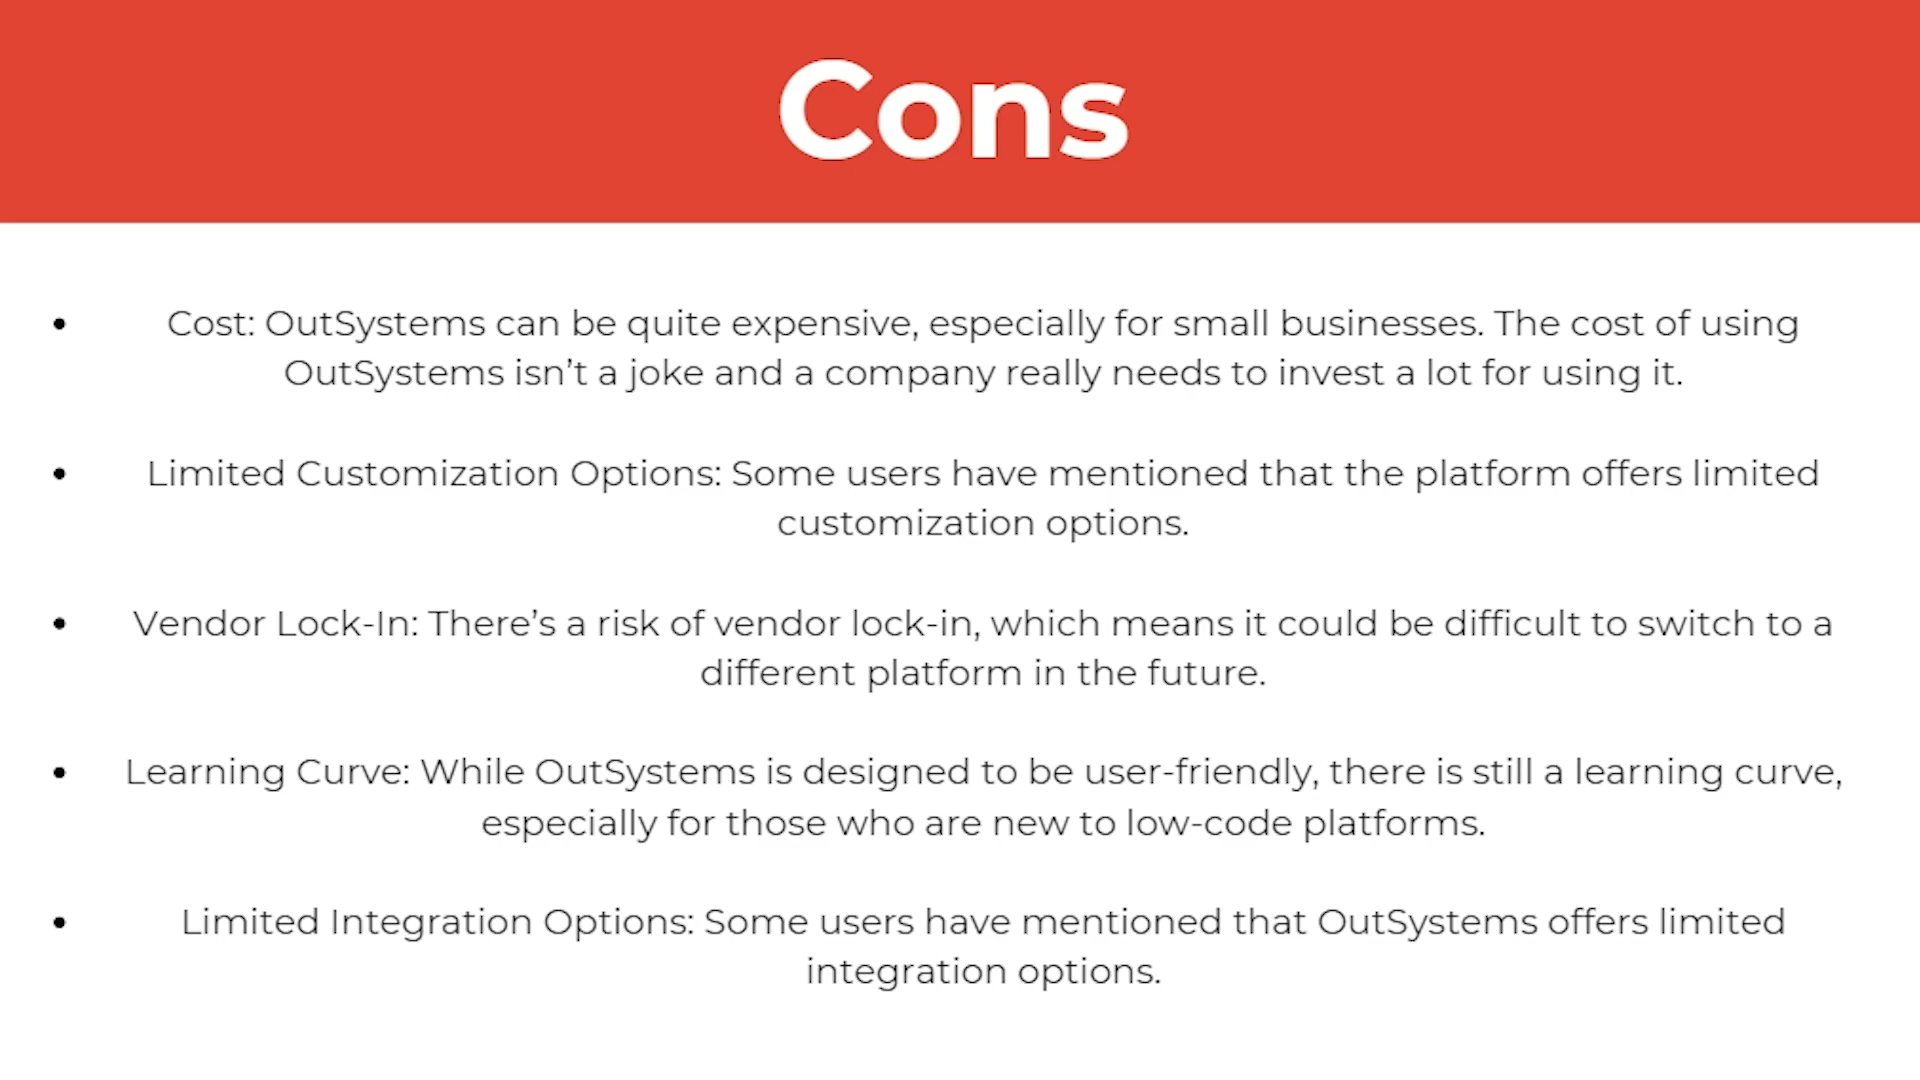 Cons
• Cost: OutSystems can be quite expensive, especially for small businesses. The cost of using
OutSystems isn’t a joke and a company really needs to invest a lot for using it.
• Limited Customization Options: Some users have mentioned that the platform offers limited
customization options.
• Vendor Lock-In: There’s a risk of vendor lock-in, which means it could be difficult to switch to a
different platform in the future.
• Learning Curve: While OutSystems is designed to be user-friendly, there is still a learning curve,
especially for those who are new to low-code platforms.
• Limited Integration Options: Some users have mentioned that OutSystems offers limited
integration options.